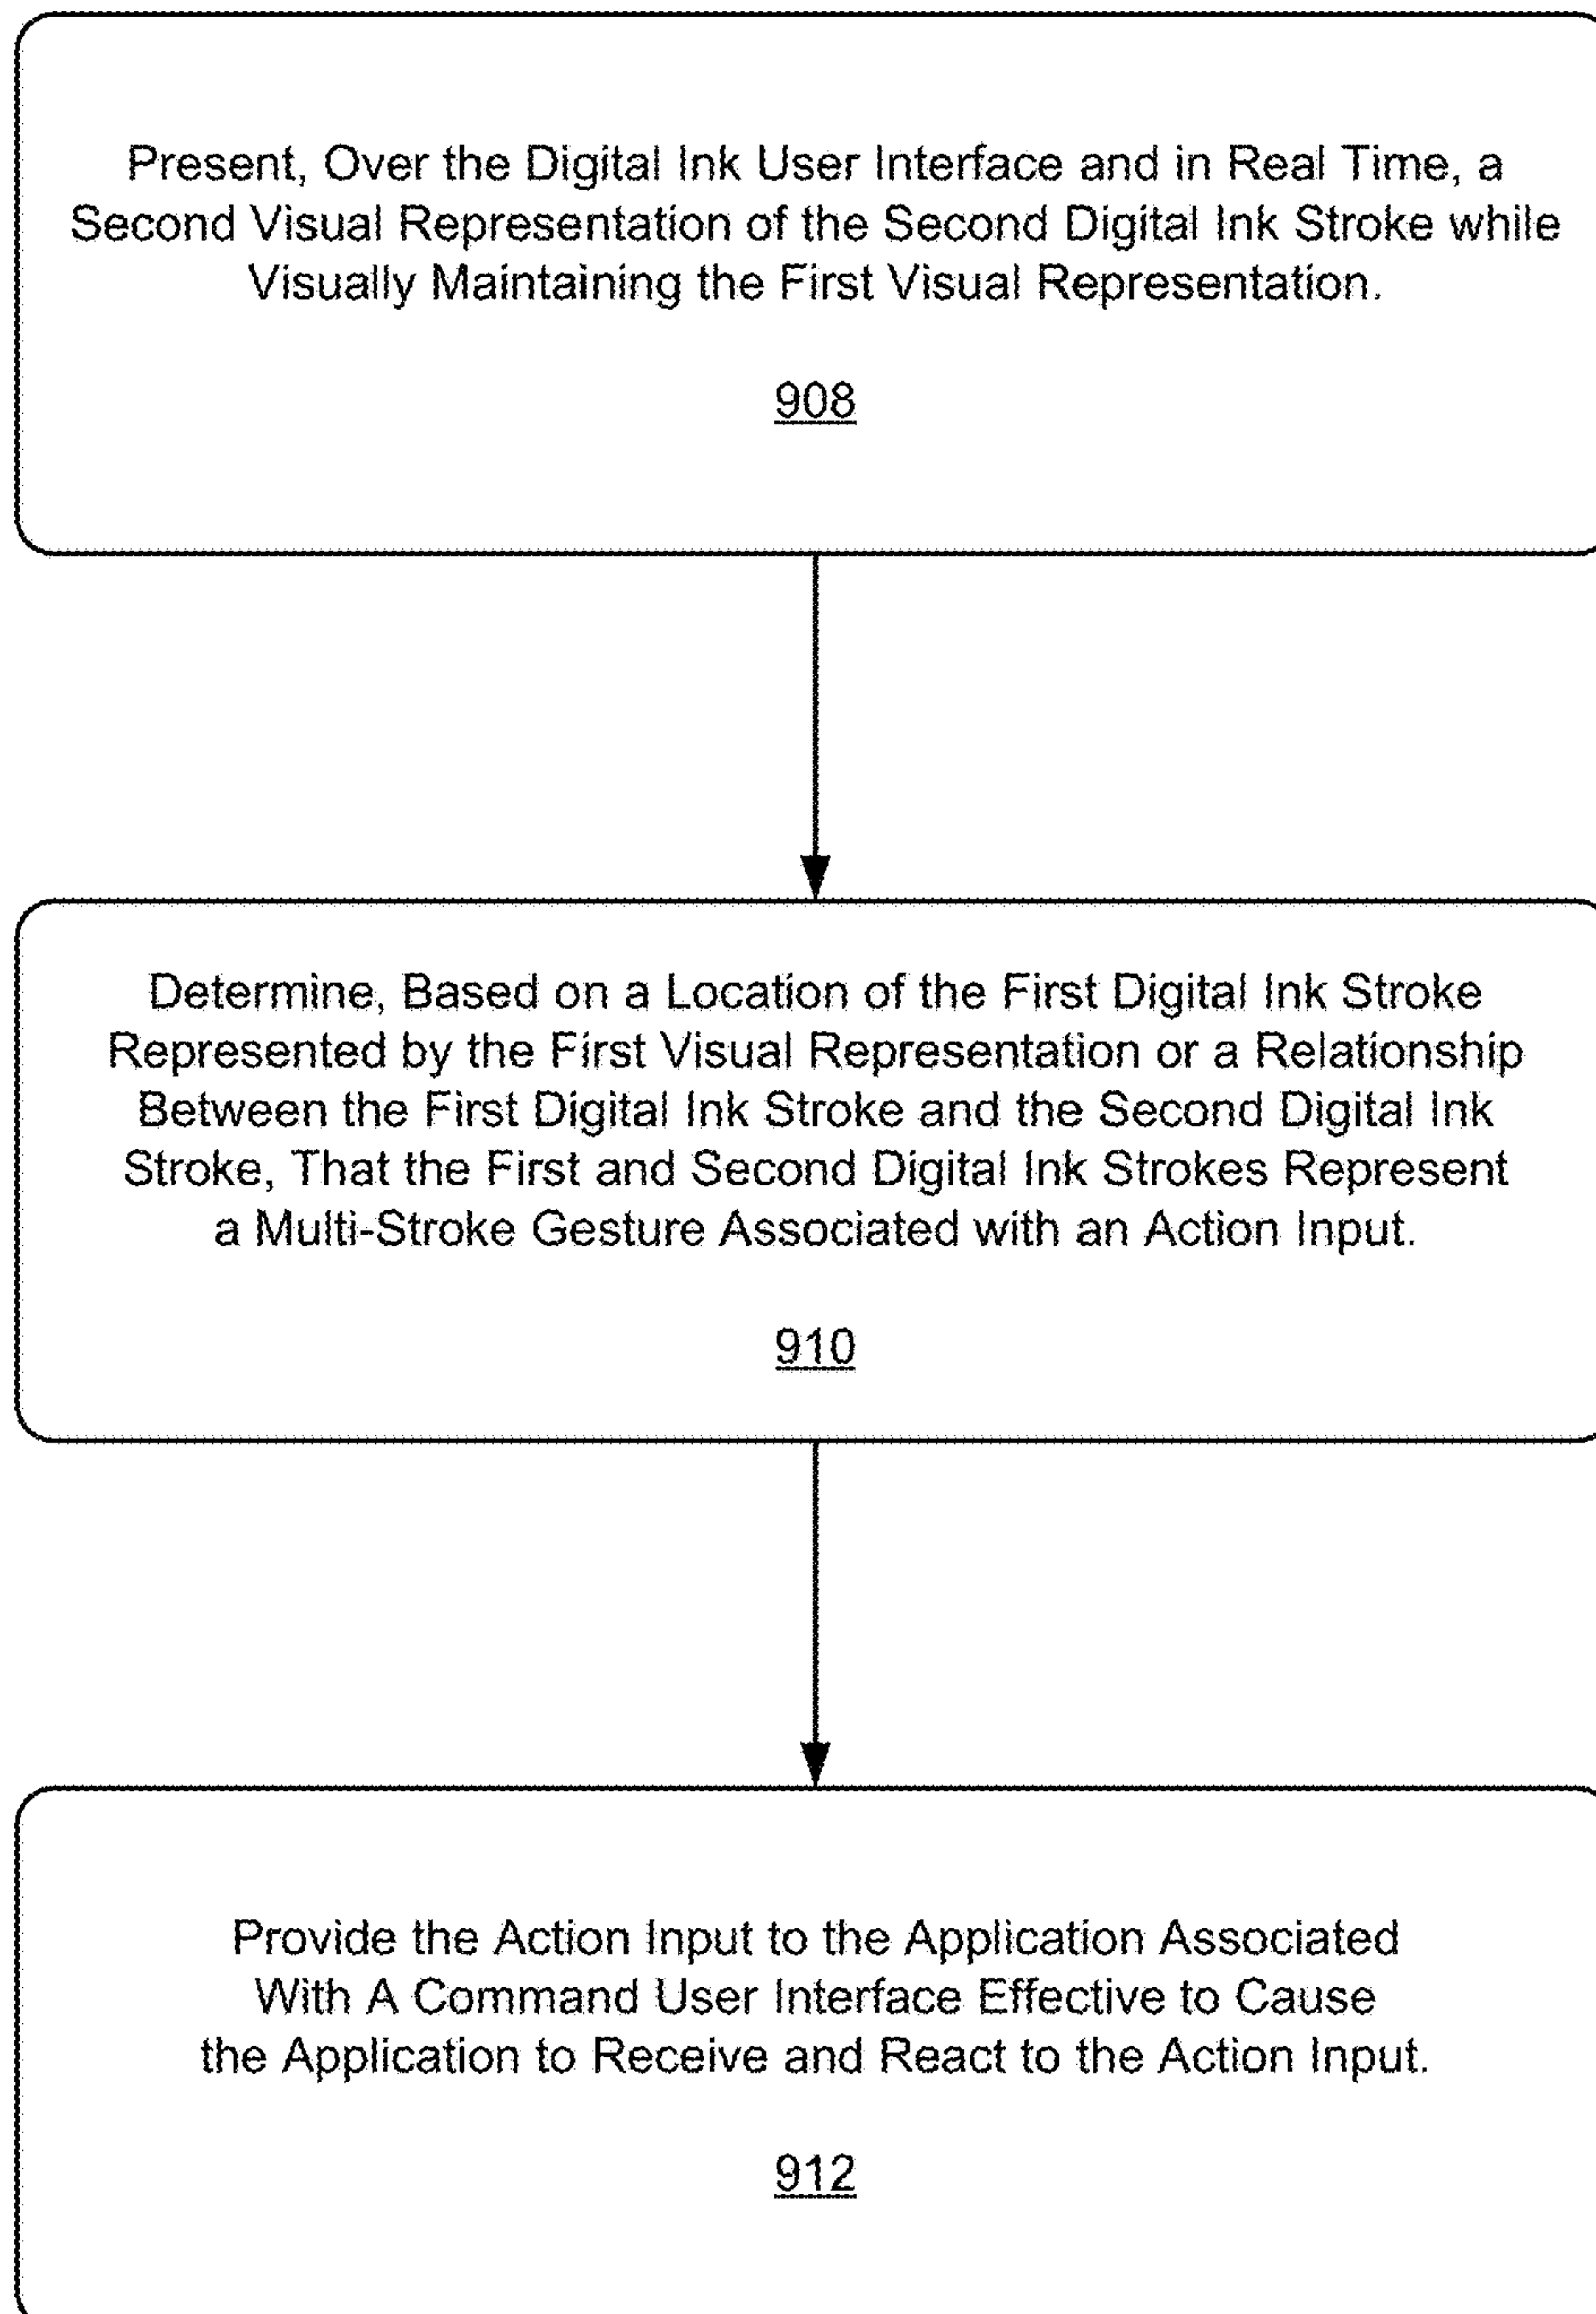 Present, Over the Digital Ink User Interface and in Real Time, a
Second Visual Representation of the Second Digital Ink Stroke while
Visually Maintaining the First Visual Representation.
908
Determine, Based on a Location of the First Digital Ink Stroke
Represented by the First Visual Representation or a Relationship
Between the First Digital Ink Stroke and the Second Digital Ink
Stroke, That the First and Second Digital Ink Strokes Represent
a Multi-Stroke Gesture Associated with an Action Input.
910
Provide the Action Input to the Application Associated
With A Command User Interface Effective to Cause
the Application to Receive and React to the Action Input.
912